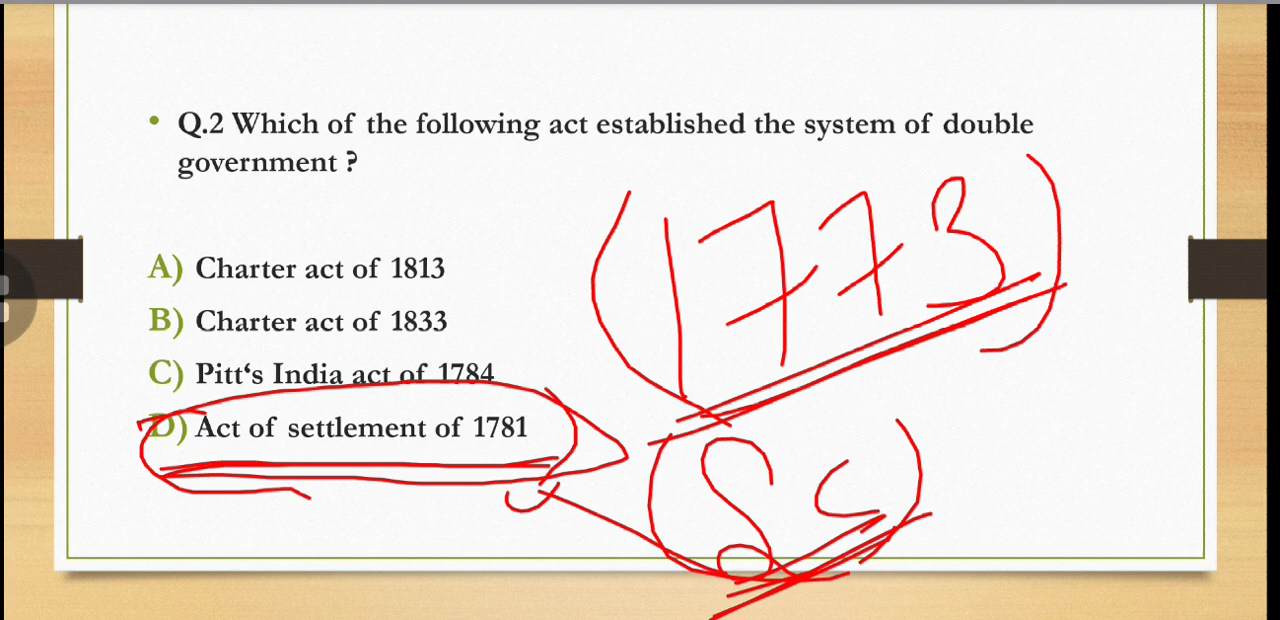 • Q.2 Which of the following act established the system of double
government ?
A) Charter act of 1813
B) Charter act of 1833
C) Pitt‘s India act of 1784
D) Act of settlement of 1781
(1773)
(SC)